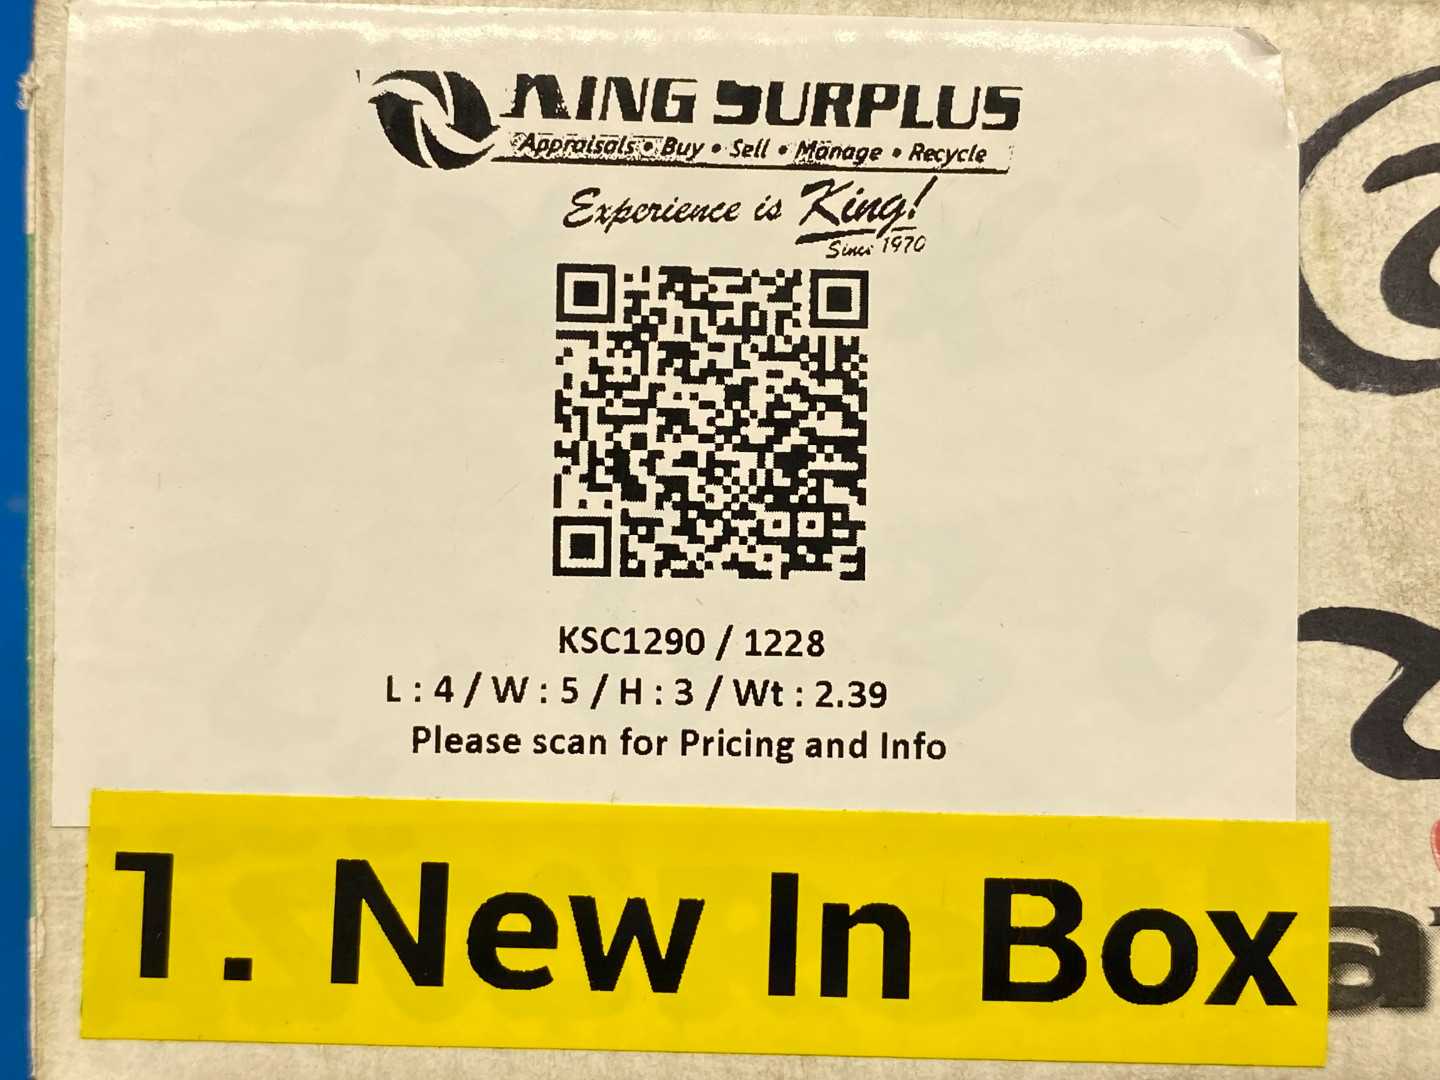 KING SURPLUS
Appraisals • Buy • Sell • Manage • Recycle
Experience is King!
Since 1970
KSC1290 / 1228
L : 4 / W : 5 / H : 3 / Wt : 2.39
Please scan for Pricing and Info
1. New In Box